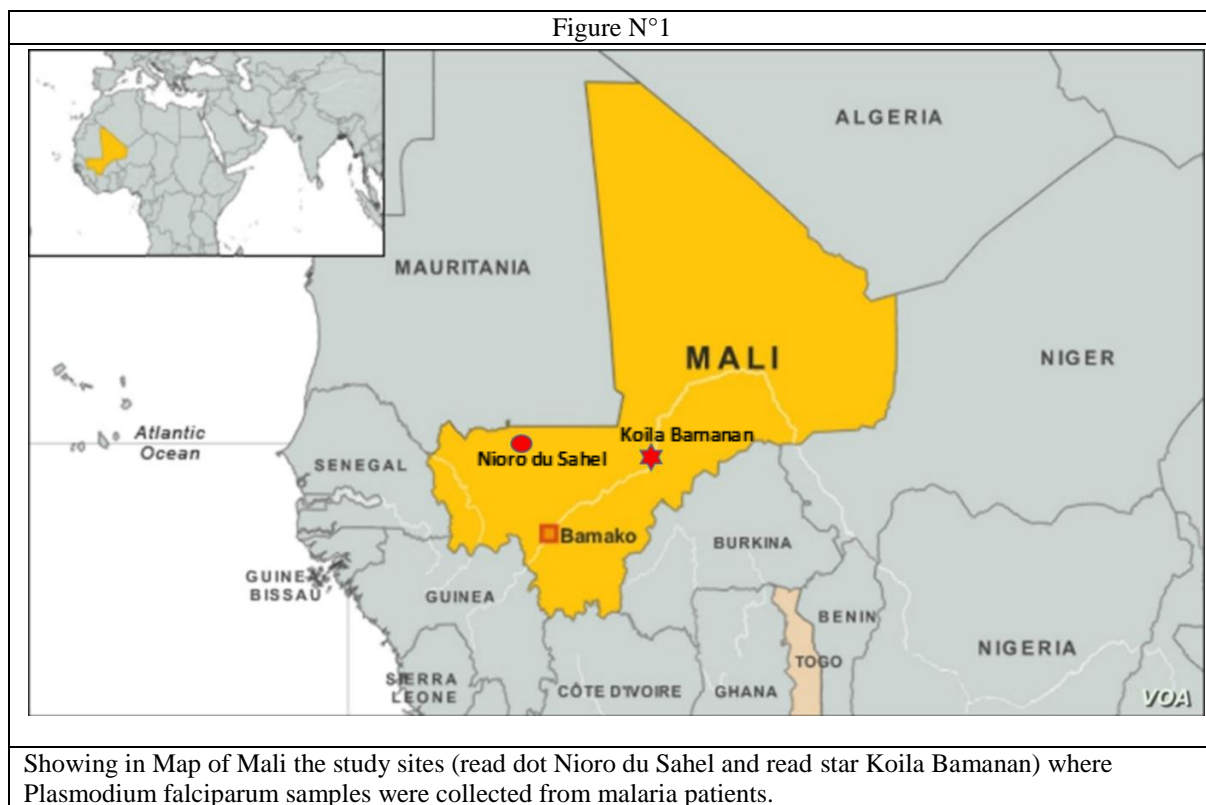 Figure N°1
ALGERIA
MAURITANIA
MALI
NIGER
Atlantic
Ocean
Koila Bamanan
Nioro du Sahel
SENEGAL
Bamako
BURKINA
GUINEA
BISSAU
GUINEA
BENIN
NIGERIA
TOGO
SIERRA
LEONE
CÔTE D'IVOIRE
GHANA
VOA
Showing in Map of Mali the study sites (read dot Nioro du Sahel and read star Koila Bamanan) where
Plasmodium falciparum samples were collected from malaria patients.